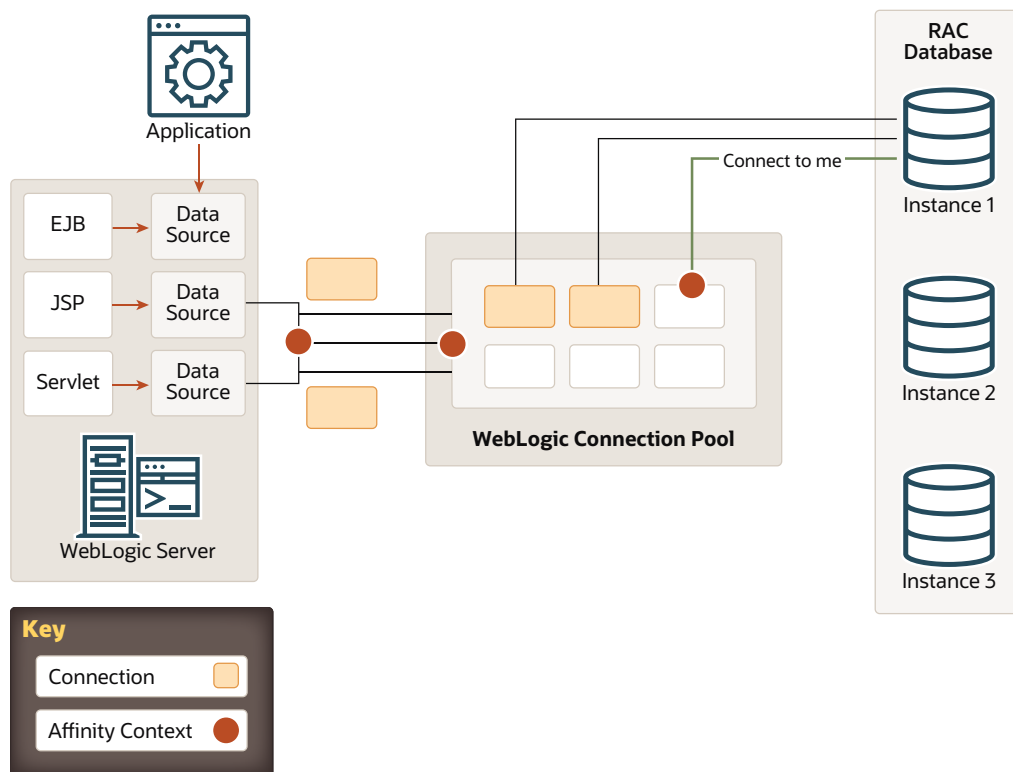 RAC
Database
Application
Connect to me
Instance 1
EJB
Data
Source
JSP
Data
Source
Servlet
Data
Source
Instance 2
WebLogic Connection Pool
WebLogic Server
Instance 3
Key
Connection
Affinity Context